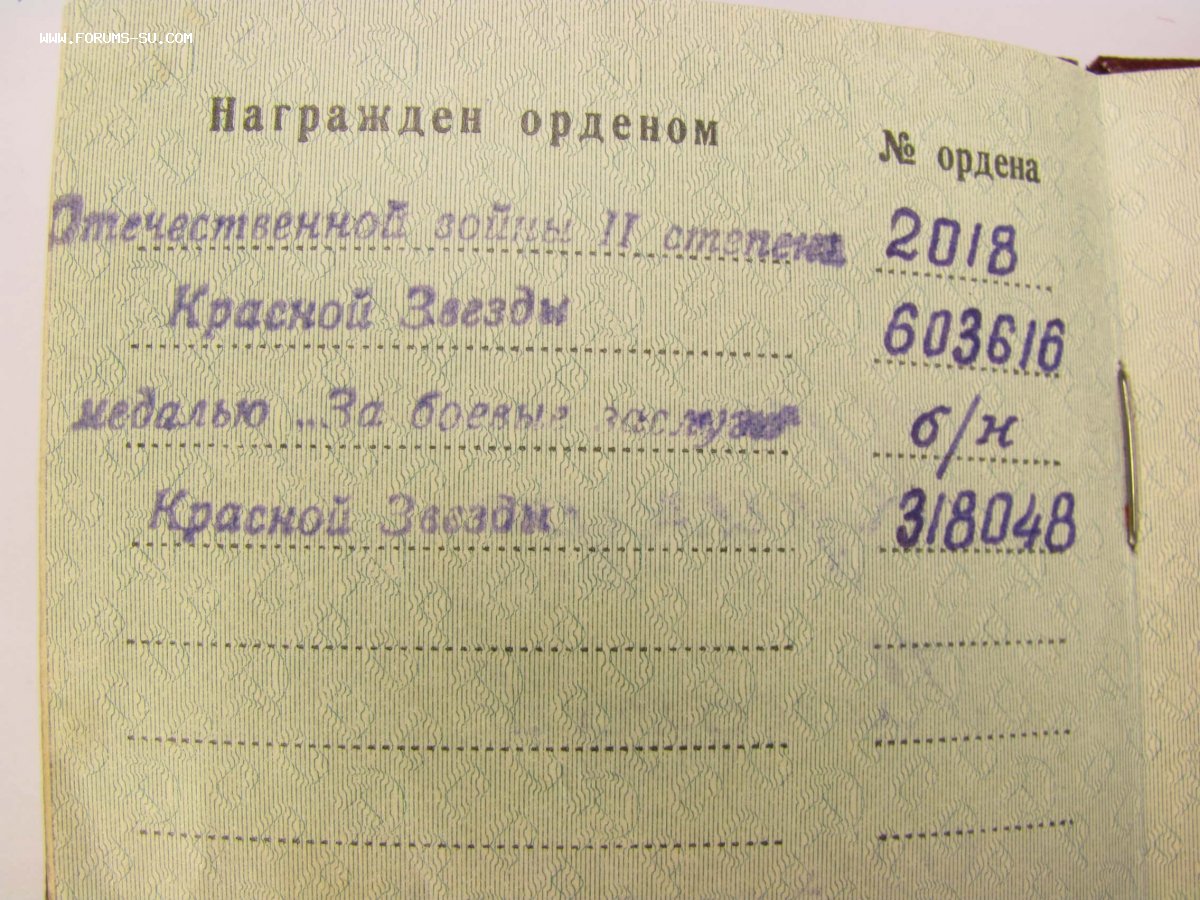 WWW.FORUMS-SU.COM
Награжден орденом № ордена
Отечественной войны II степени 2018
Красной Звезды 603616
медалью „За боевые заслуги" б/н
Красной Звезды 318048